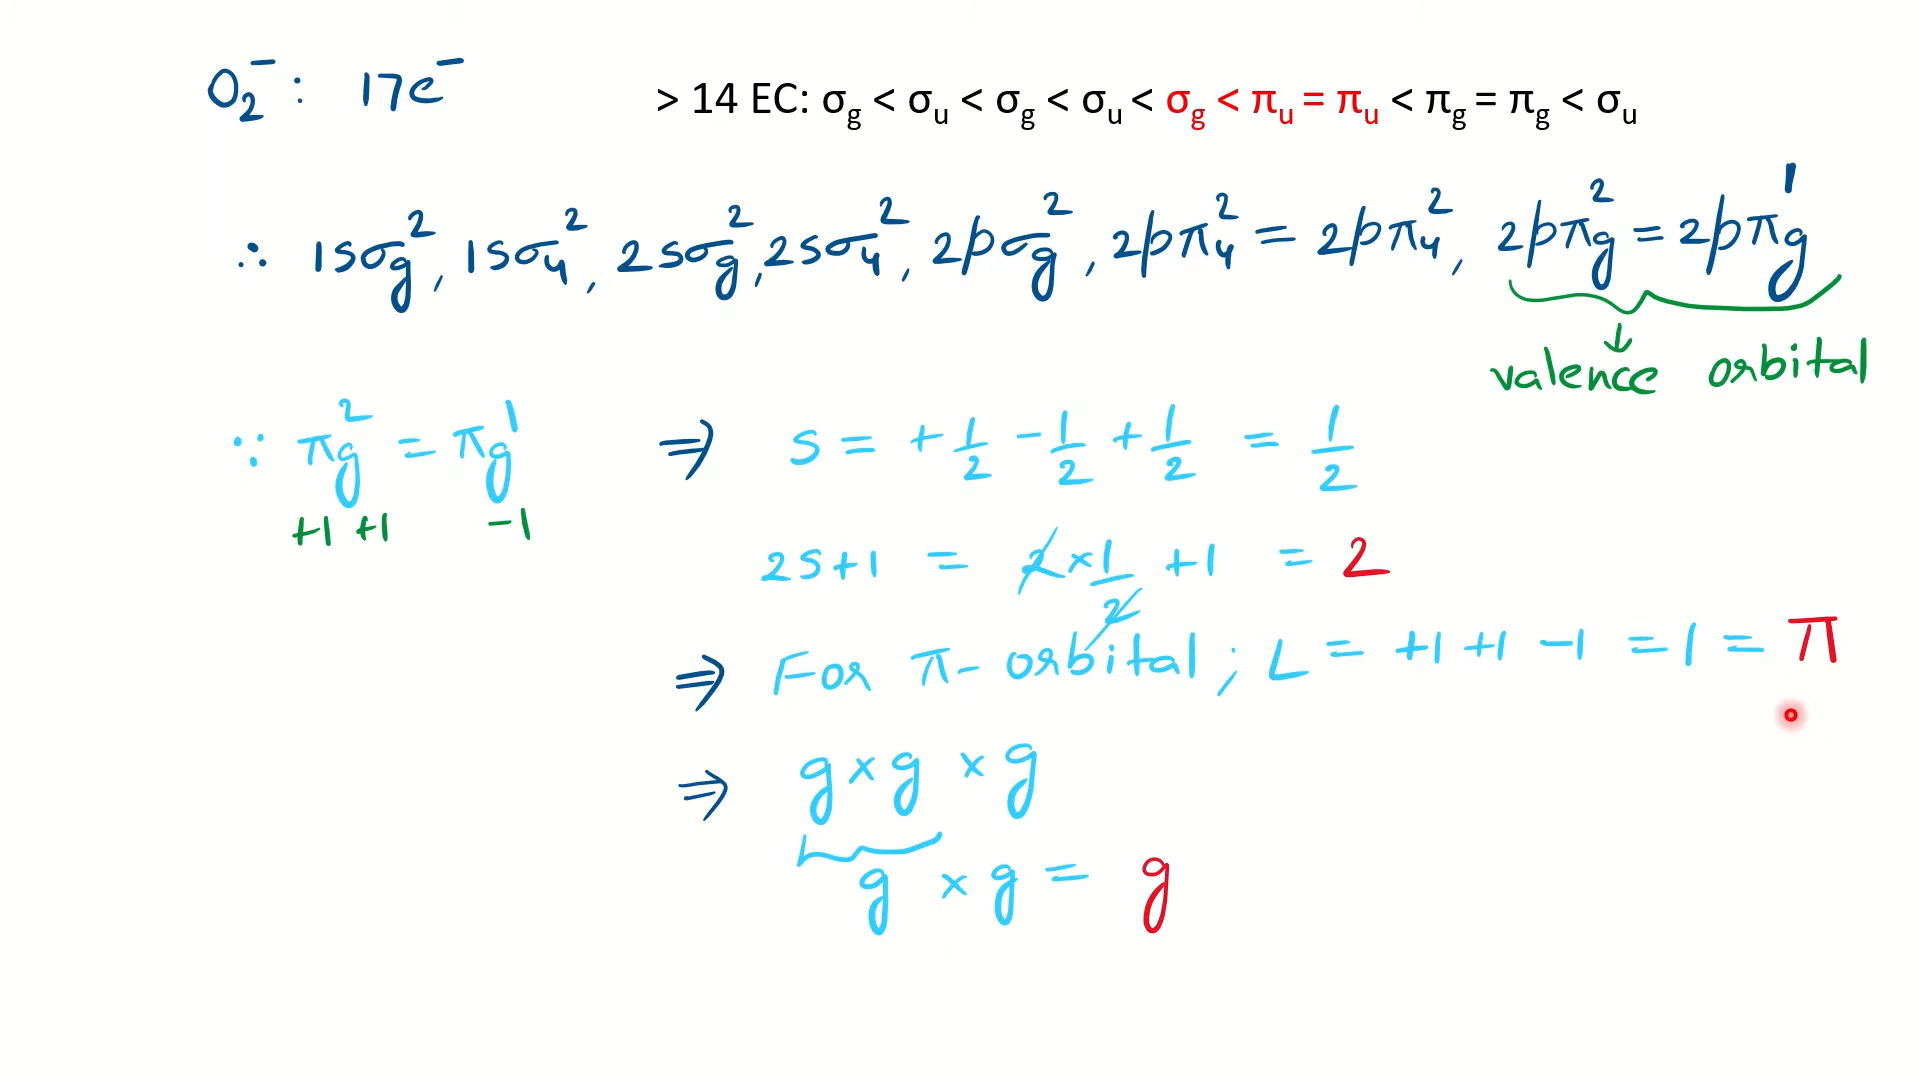 O₂⁻ : 17e⁻
> 14 EC: σg < σu < σg < σu < σg < πu = πu < πg = πg < σu
∴ 1sσg², 1sσu², 2sσg², 2sσu², 2pσg², 2pπu² = 2pπu², 2pπg² = 2pπg¹
↓
valence orbital
∵ πg² = πg¹ ⇒ S = +1/2 - 1/2 + 1/2 = 1/2
+1 +1 -1
2S+1 = 2×1/2 +1 = 2
⇒ For π- orbital ; L = +1 +1 -1 = 1 = π
⇒ g × g × g
g × g = g